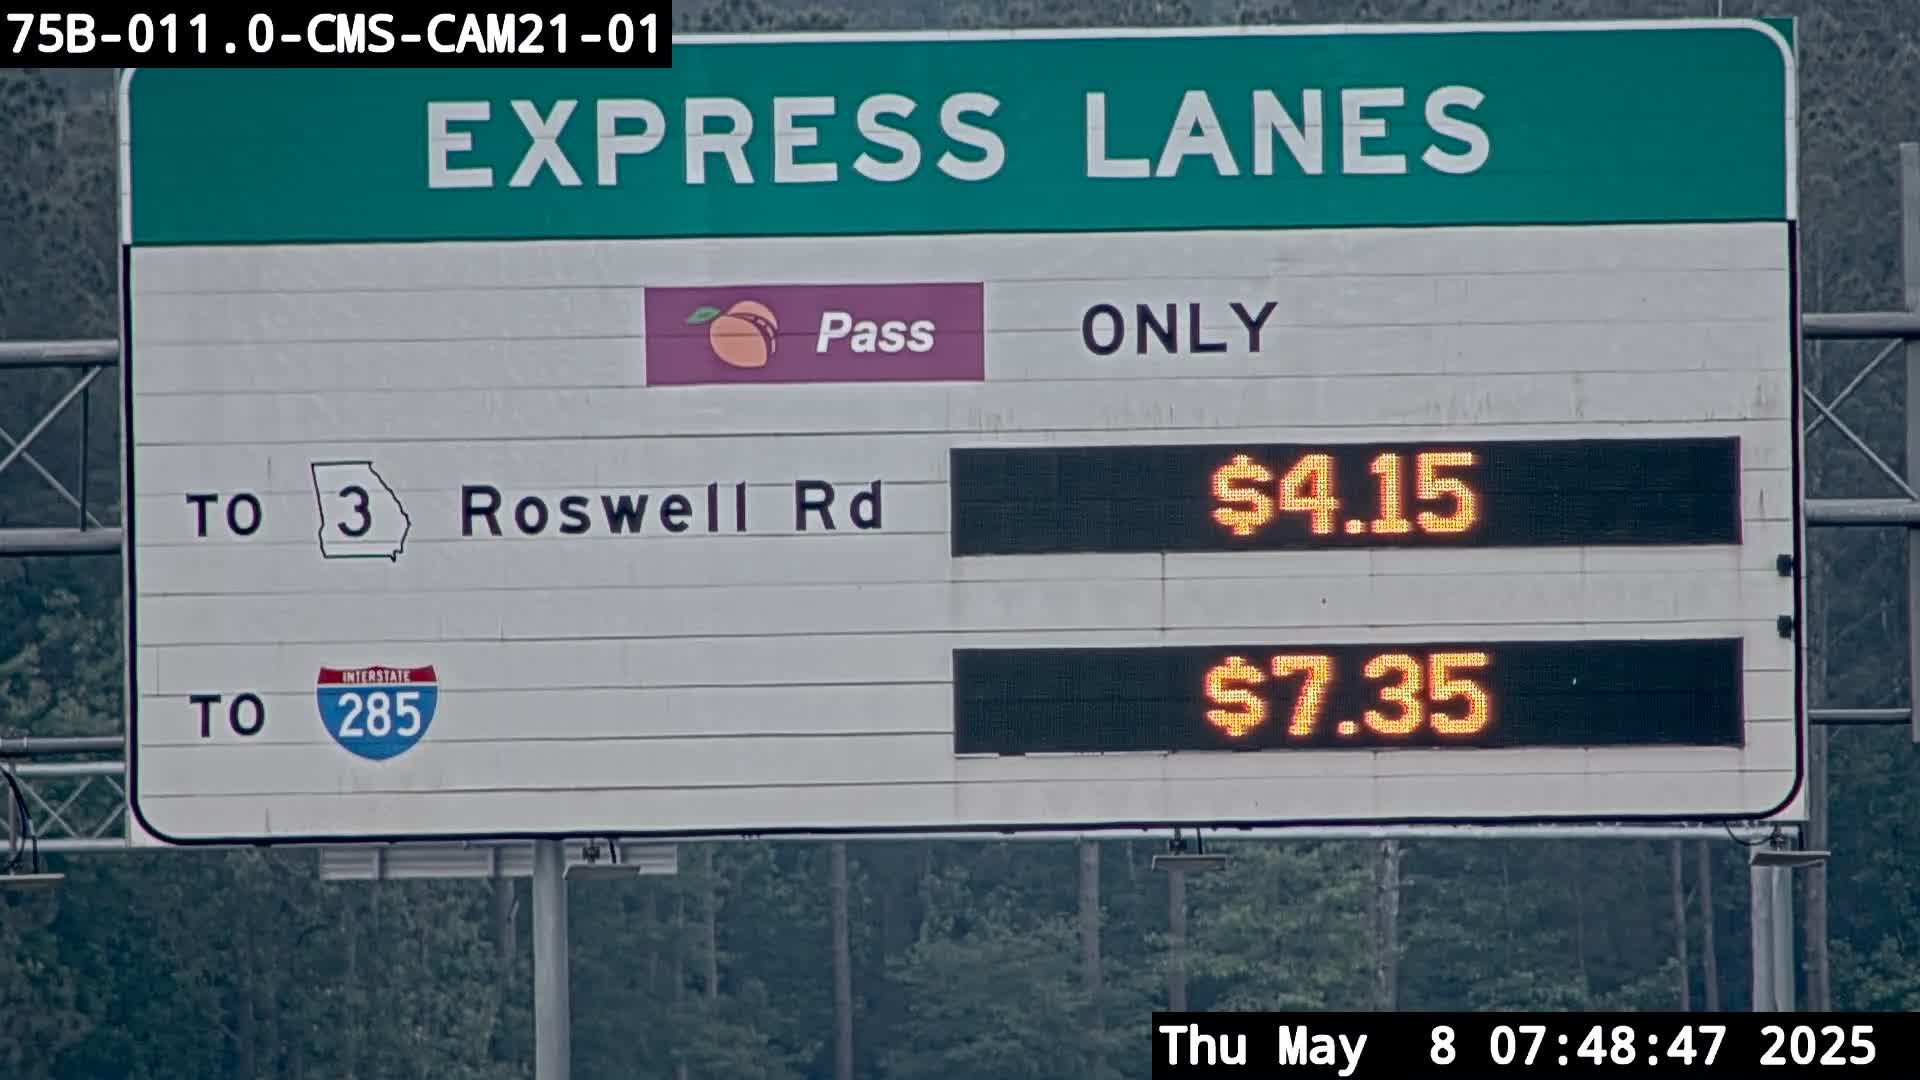 75B-011.0-CMS-CAM21-01
EXPRESS LANES
Pass ONLY
TO 3 Roswell Rd $4.15
TO INTERSTATE 285 $7.35
Thu May 8 07:48:47 2025